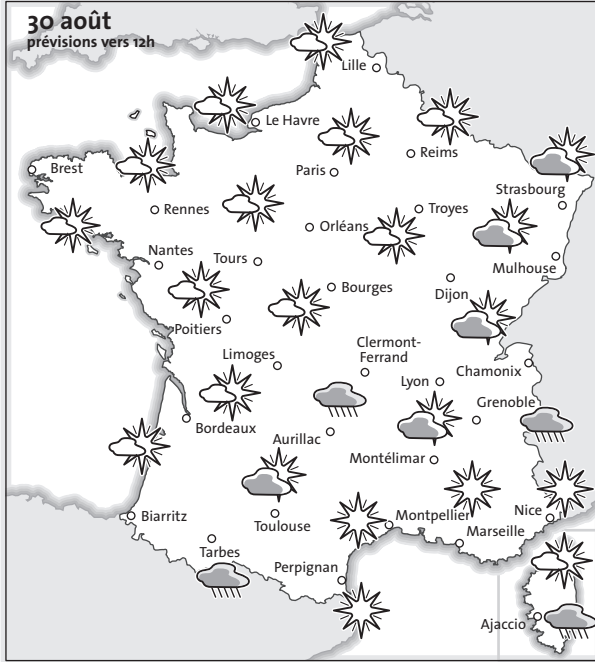 30 août
prévisions vers 12h
Lille
Le Havre
Reims
Paris
Brest
Strasbourg
Rennes
Troyes
Orléans
Nantes
Tours
Mulhouse
Bourges
Dijon
Poitiers
Clermont-
Ferrand
Limoges
Chamonix
Lyon
Grenoble
Bordeaux
Aurillac
Montélimar
Biarritz
Toulouse
Montpellier
Nice
Marseille
Tarbes
Perpignan
Ajaccio